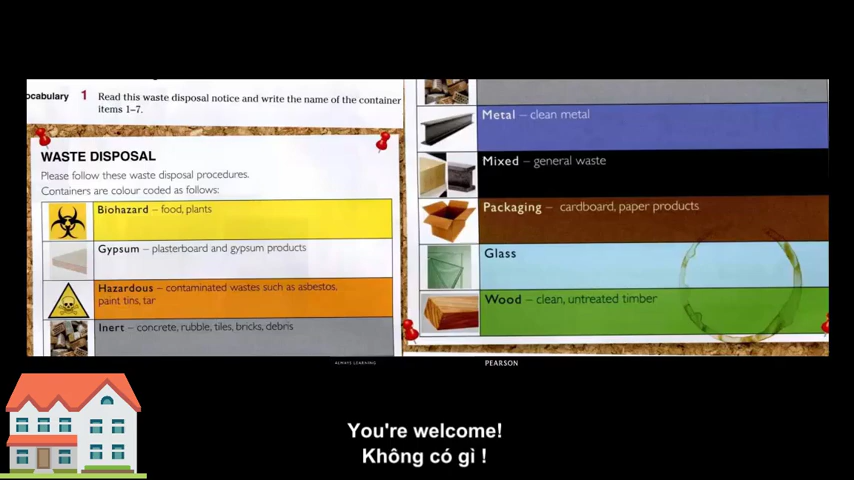 ocabulary 1 Read this waste disposal notice and write the name of the container
items 1–7.
WASTE DISPOSAL
Please follow these waste disposal procedures.
Containers are colour coded as follows:
Biohazard – food, plants
Gypsum – plasterboard and gypsum products
Hazardous – contaminated wastes such as asbestos,
paint tins, tar
Inert – concrete, rubble, tiles, bricks, debris
Metal – clean metal
Mixed – general waste
Packaging – cardboard, paper products
Glass
Wood – clean, untreated timber
ALWAYS LEARNING
PEARSON
You're welcome!
Không có gì !